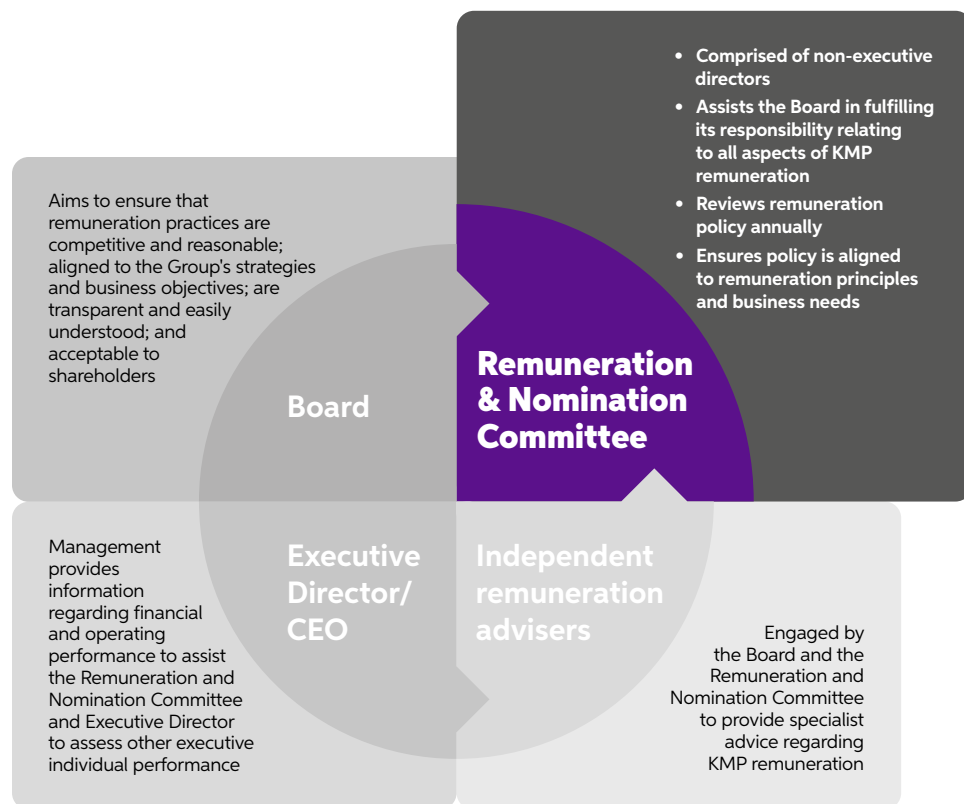 • Comprised of non-executive
directors
• Assists the Board in fulfilling
its responsibility relating
to all aspects of KMP
remuneration
• Reviews remuneration
policy annually
• Ensures policy is aligned
to remuneration principles
and business needs
Aims to ensure that
remuneration practices are
competitive and reasonable;
aligned to the Group's strategies
and business objectives; are
transparent and easily
understood; and
acceptable to
shareholders
Board
Remuneration
& Nomination
Committee
Management
provides
information
regarding financial
and operating
performance to assist
the Remuneration and
Nomination Committee
and Executive Director
to assess other executive
individual performance
Executive
Director/
CEO
Independent
remuneration
advisers
Engaged by
the Board and the
Remuneration and
Nomination Committee
to provide specialist
advice regarding
KMP remuneration